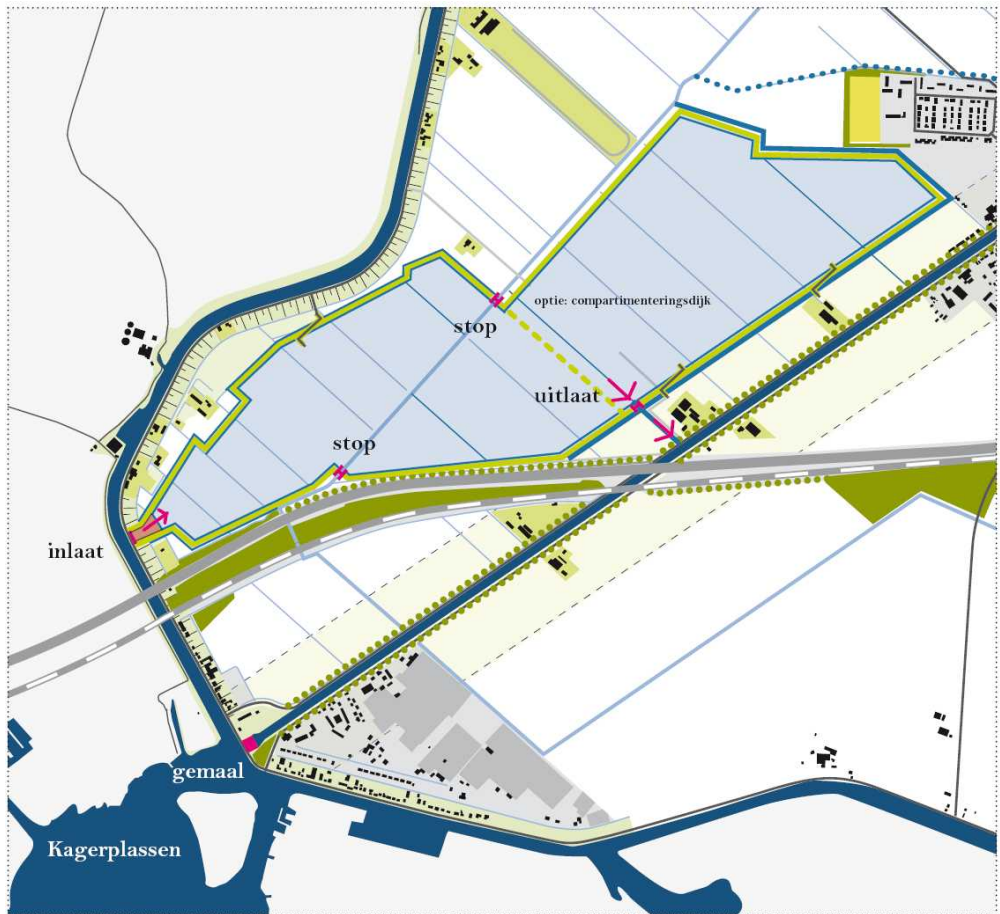 optie: compartimenteringsdijk
stop
uitlaat
stop
inlaat
gemaal
Kagerplassen